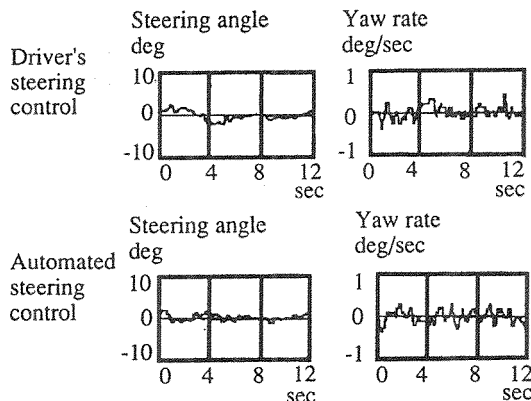 Driver's
steering
control
Steering angle
deg
10
0
-10
0 4 8 12
sec
Yaw rate
deg/sec
1
0
-1
0 4 8 12
sec
Automated
steering
control
Steering angle
deg
10
0
-10
0 4 8 12
sec
Yaw rate
deg/sec
1
0
-1
0 4 8 12
sec